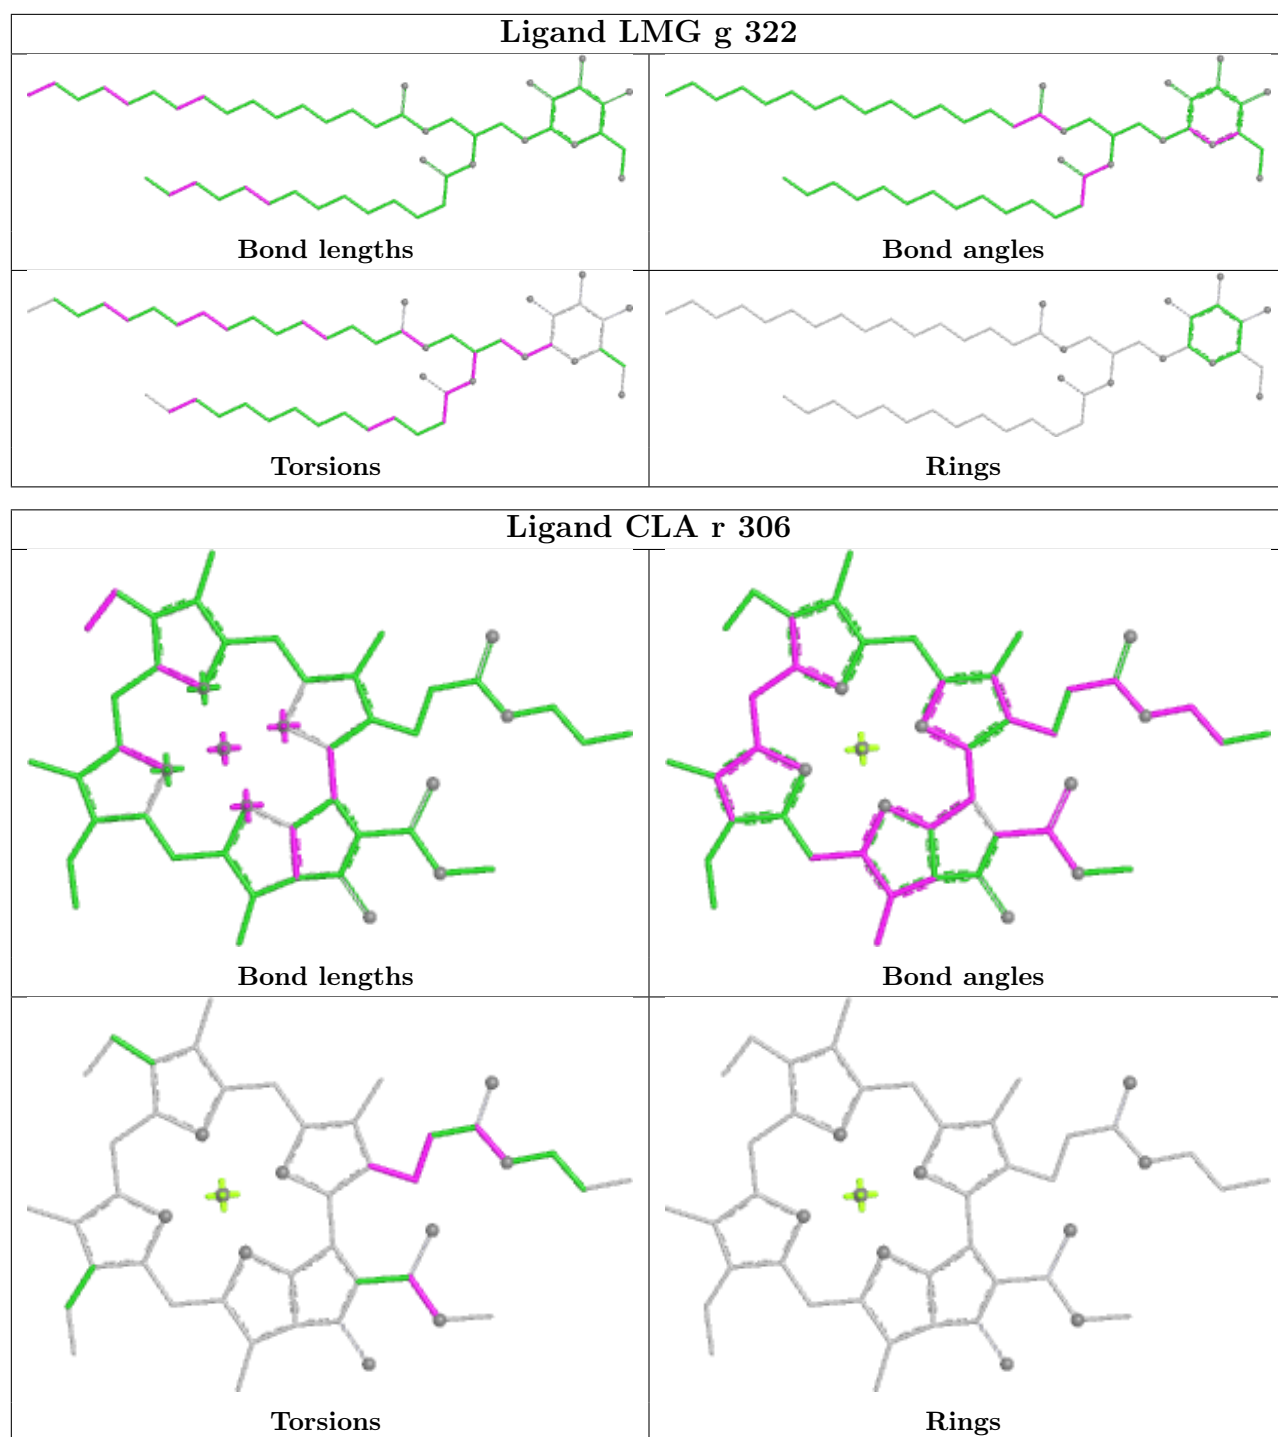 Ligand LMG g 322
Bond lengths
Bond angles
Torsions
Rings
Ligand CLA r 306
Bond lengths
Bond angles
Torsions
Rings